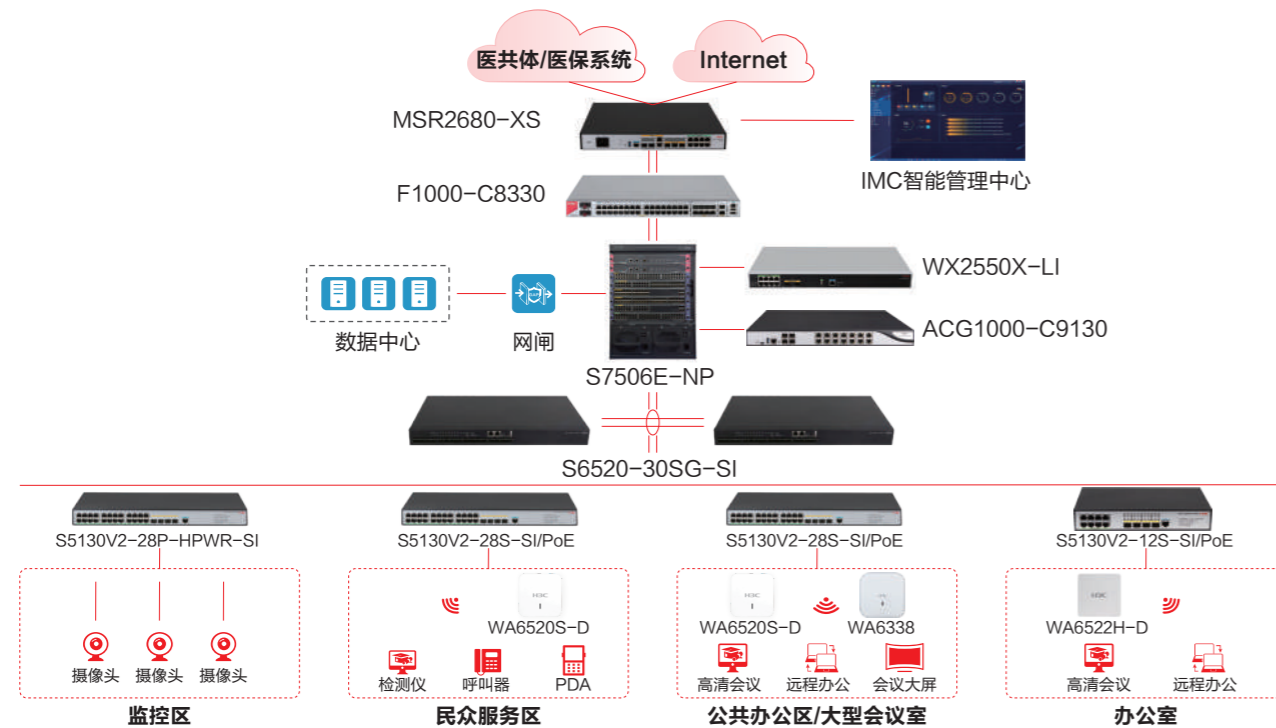 医共体/医保系统
Internet
MSR2680-XS
IMC智能管理中心
F1000-C8330
WX2550X-LI
数据中心
网闸
ACG1000-C9130
S7506E-NP
S6520-30SG-SI
S5130V2-28P-HPWR-SI
S5130V2-28S-SI/PoE
S5130V2-28S-SI/PoE
S5130V2-12S-SI/PoE
摄像头
摄像头
摄像头
监控区
H3C
WA6520S-D
检测仪
呼叫器
PDA
民众服务区
H3C
WA6520S-D
WA6338
高清会议
远程办公
会议大屏
公共办公区/大型会议室
H3C
WA6522H-D
高清会议
远程办公
办公室